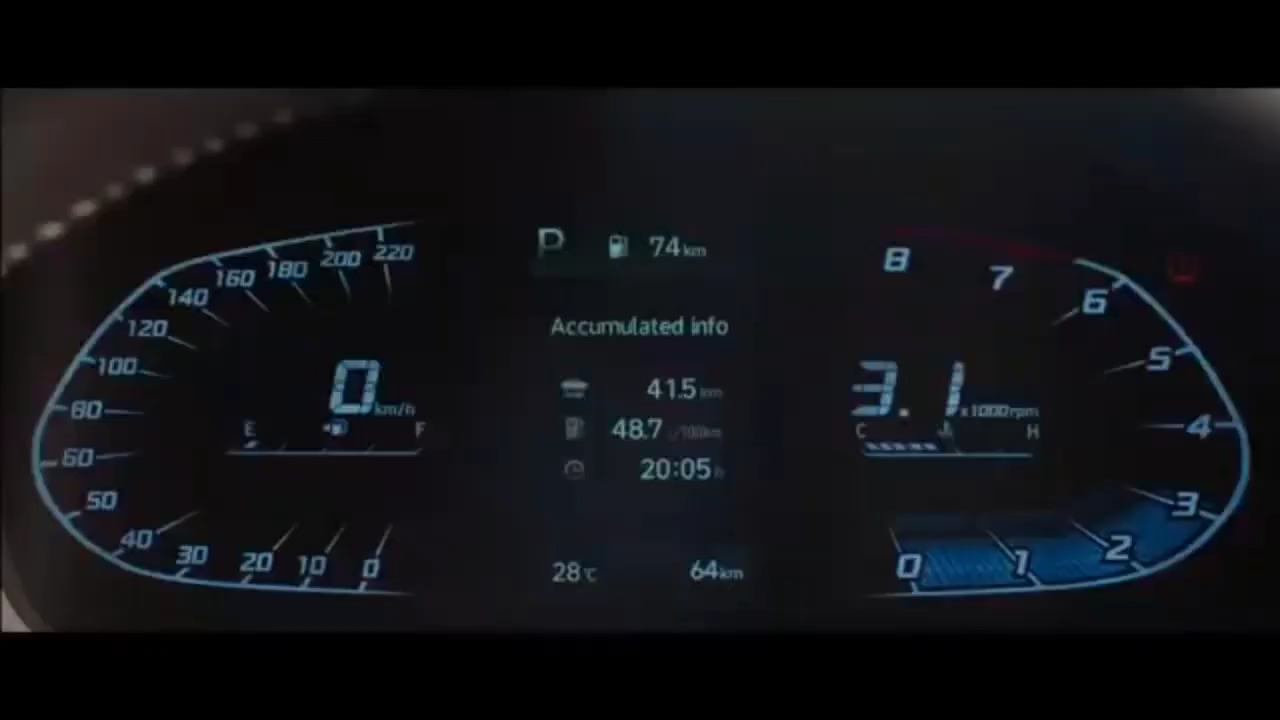 P 74 km
8
7
6
5
4
3
2
1
0
220
200
180
160
140
120
100
80
60
50
40
30
20
10
0
Accumulated info
0 km/h
E F
41.5 km
48.7 /100km
20:05 h
3.1 x1000rpm
C H
28 °C 64 km